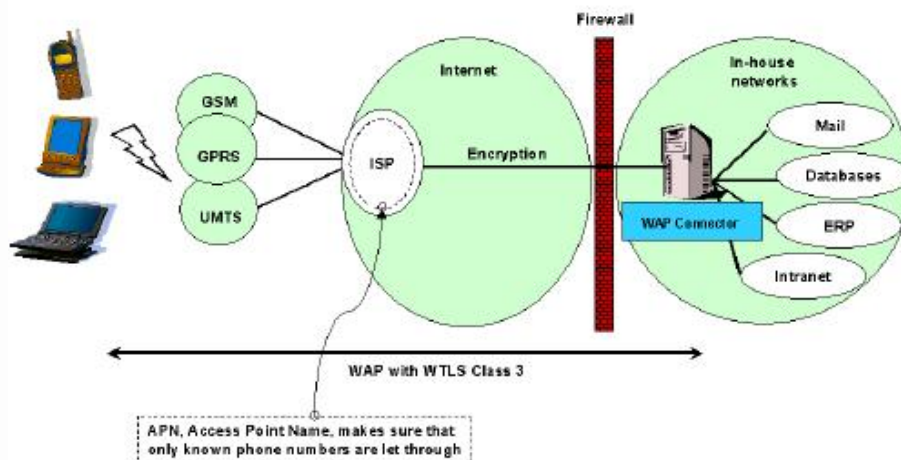 Firewall
Internet
In-house
networks
GSM
GPRS
UMTS
ISP
Encryption
Mail
Databases
ERP
Intranet
WAP Connector
WAP with WTLS Class 3
APN, Access Point Name, makes sure that
only known phone numbers are let through